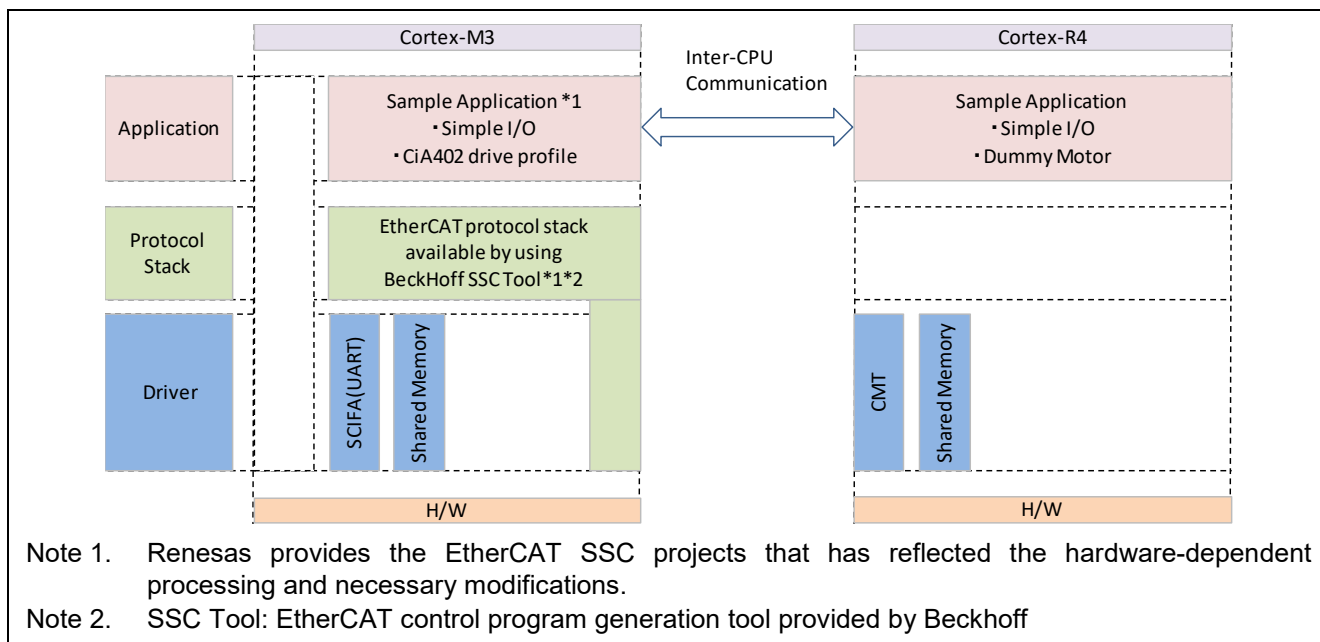 Cortex-M3
Cortex-R4
Inter-CPU
Communication
Application
Sample Application *1
・Simple I/O
・CiA402 drive profile
Sample Application
・Simple I/O
・Dummy Motor
Protocol
Stack
EtherCAT protocol stack
available by using
BeckHoff SSC Tool*1*2
Driver
SCIFA(UART)
Shared Memory
CMT
Shared Memory
H/W
H/W
Note 1. Renesas provides the EtherCAT SSC projects that has reflected the hardware-dependent
processing and necessary modifications.
Note 2. SSC Tool: EtherCAT control program generation tool provided by Beckhoff